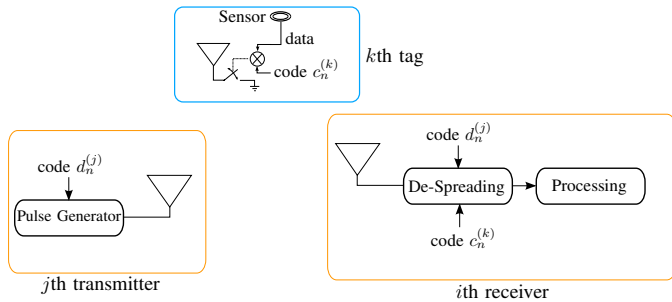 Sensor
data
kth tag
code c_n^{(k)}
code d_n^{(j)}
Pulse Generator
jth transmitter
code d_n^{(j)}
De-Spreading
Processing
code c_n^{(k)}
ith receiver